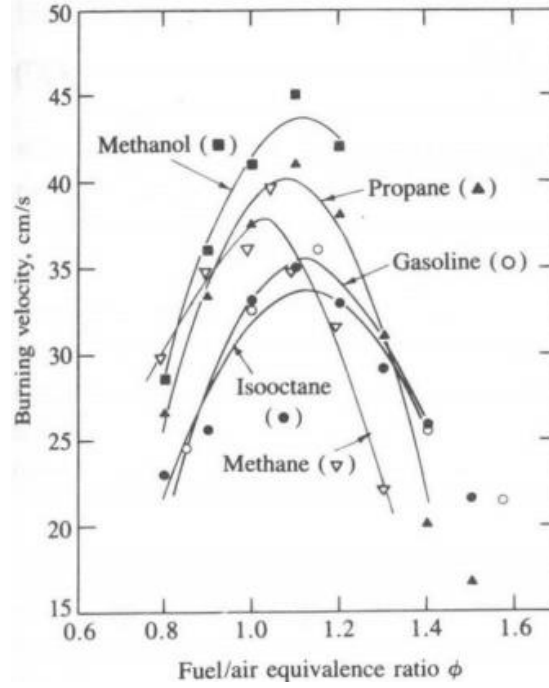 50
45
40
35
30
25
20
15
Burning velocity, cm/s
Methanol (■)
Propane (▲)
Gasoline (○)
Isooctane
(●)
Methane (▽)
0.6 0.8 1.0 1.2 1.4 1.6
Fuel/air equivalence ratio ϕ